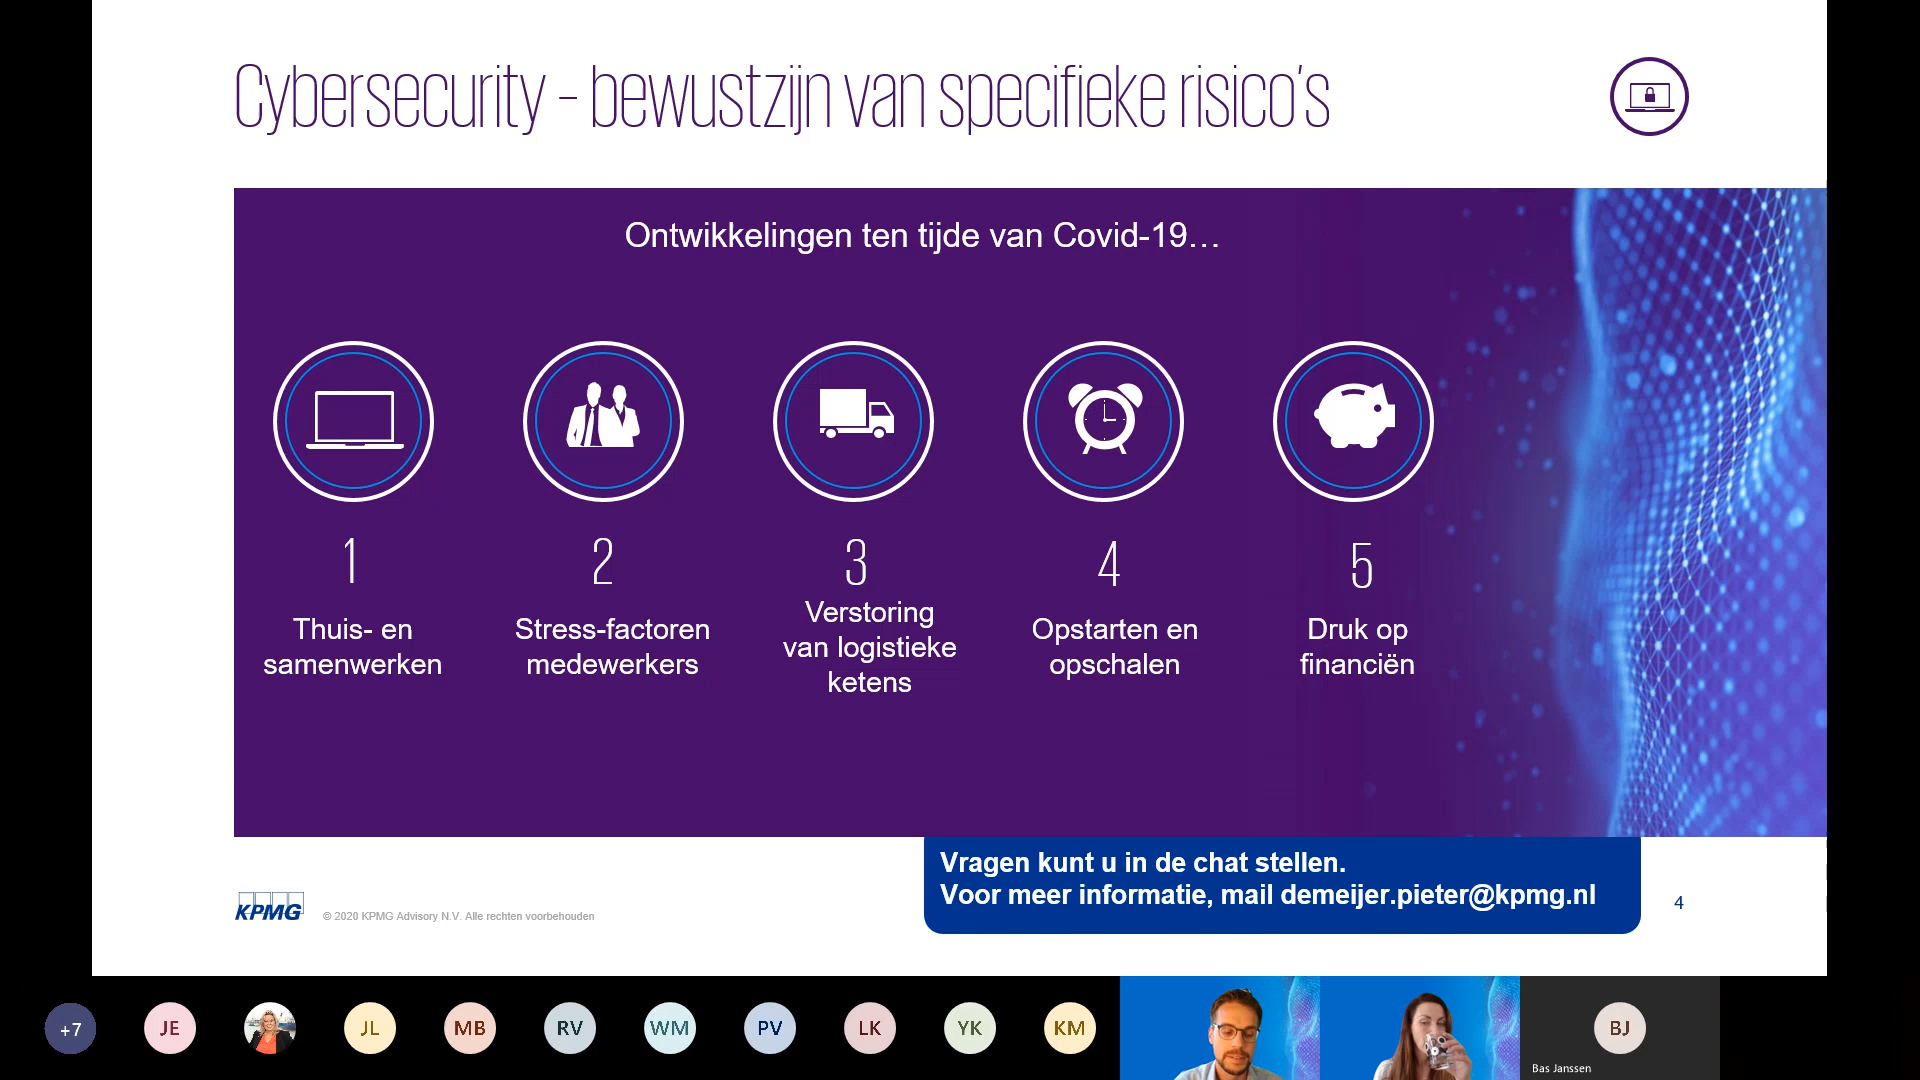 Cybersecurity – bewustzijn van specifieke risico's
Ontwikkelingen ten tijde van Covid-19…
1
Thuis- en
samenwerken
2
Stress-factoren
medewerkers
3
Verstoring
van logistieke
ketens
4
Opstarten en
opschalen
5
Druk op
financiën
Vragen kunt u in de chat stellen.
Voor meer informatie, mail demeijer.pieter@kpmg.nl
KPMG
© 2020 KPMG Advisory N.V. Alle rechten voorbehouden
4
+7
JE
JL
MB
RV
WM
PV
LK
YK
KM
BJ
Bas Janssen